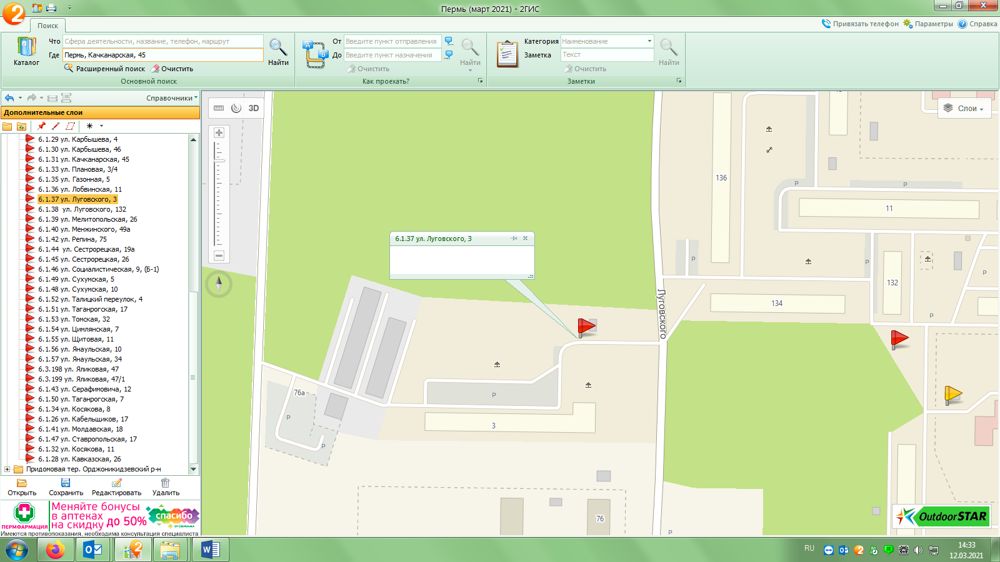 Пермь (март 2021) - 2ГИС
Поиск
Привязать телефон
Параметры
Справка
Каталог
Что
Сфера деятельности, название, телефон, маршрут
Где
Пермь, Качканарская, 45
Расширенный поиск
Очистить
Найти
Основной поиск
От
Введите пункт отправления
До
Введите пункт назначения
Очистить
Найти
Как проехать?
Категория
Наименование
Заметка
Текст
Очистить
Найти
Заметки
Справочники
Дополнительные слои
6.1.29 ул. Карбышева, 4
6.1.30 ул. Карбышева, 46
6.1.31 ул. Качканарская, 45
6.1.33 ул. Плановая, 3/4
6.1.35 ул. Газонная, 5
6.1.36 ул. Лобвинская, 11
6.1.37 ул. Луговского, 3
6.1.38 ул. Луговского, 132
6.1.39 ул. Мелитопольская, 26
6.1.40 ул. Менжинского, 49а
6.1.42 ул. Репина, 75
6.1.44 ул. Сестрорецкая, 19а
6.1.45 ул. Сестрорецкая, 26
6.1.46 ул. Социалистическая, 9, (Б-1)
6.1.49 ул. Сухумская, 5
6.1.48 ул. Сухумская, 10
6.1.52 ул. Талицкий переулок, 4
6.1.51 ул. Таганрогская, 17
6.1.53 ул. Томская, 32
6.1.54 ул. Цимлянская, 7
6.1.55 ул. Щитовая, 11
6.1.56 ул. Янаульская, 10
6.1.57 ул. Янаульская, 34
6.3.198 ул. Яликовая, 47
6.3.199 ул. Яликовая, 47/1
6.1.43 ул. Серафимовича, 12
6.1.50 ул. Таганрогская, 7
6.1.34 ул. Косякова, 8
6.1.26 ул. Кабельщиков, 17
6.1.41 ул. Молдавская, 18
6.1.47 ул. Ставропольская, 17
6.1.32 ул. Косякова, 11
6.1.28 ул. Кавказская, 26
Придомовая тер. Орджоникидзевский р-н
Открыть
Сохранить
Редактировать
Удалить
ПЕРМФАРМАЦИЯ
Меняйте бонусы
в аптеках
на скидку до 50%
спасибо
ОТ СБЕРБАНКА
Имеются противопоказания, необходима консультация специалиста
3D
Слои
136
P
P
11
6.1.37 ул. Луговского, 3
P
P
132
P
134
Луговского
P
76а
P
P
3
P
76
P
OutdoorSTAR
RU
14:33
12.03.2021